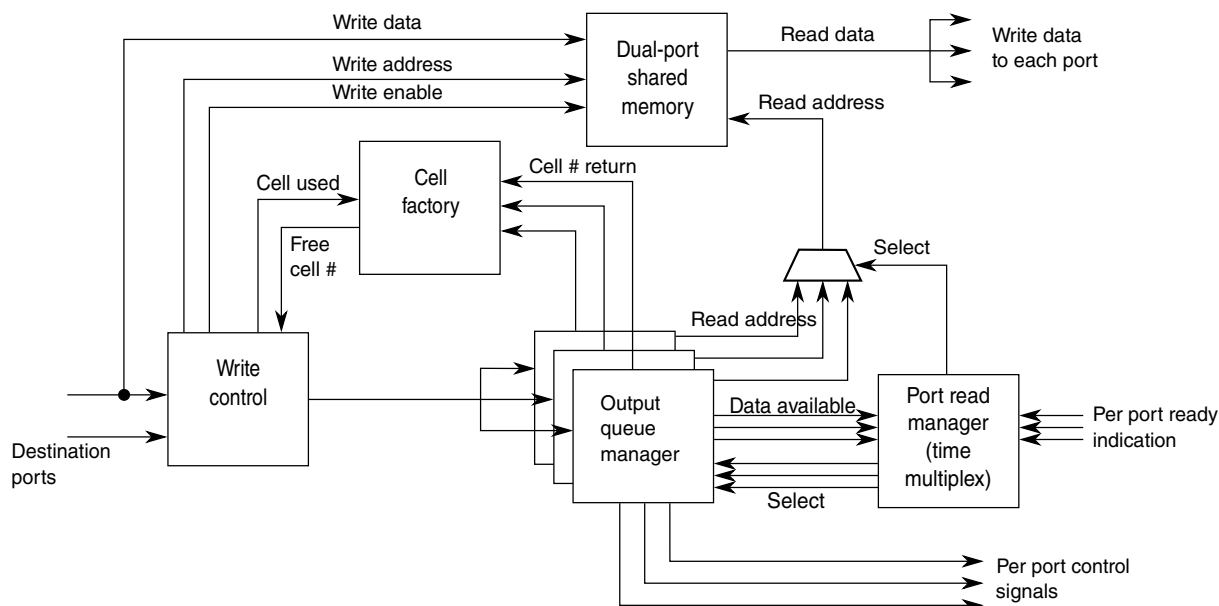 Write data
Write address
Write enable
Dual-port
shared
memory
Read data
Write data
to each port
Read address
Cell used
Free
cell #
Cell
factory
Cell # return
Select
Read address
Write
control
Destination
ports
Output
queue
manager
Data available
Select
Port read
manager
(time
multiplex)
Per port ready
indication
Per port control
signals